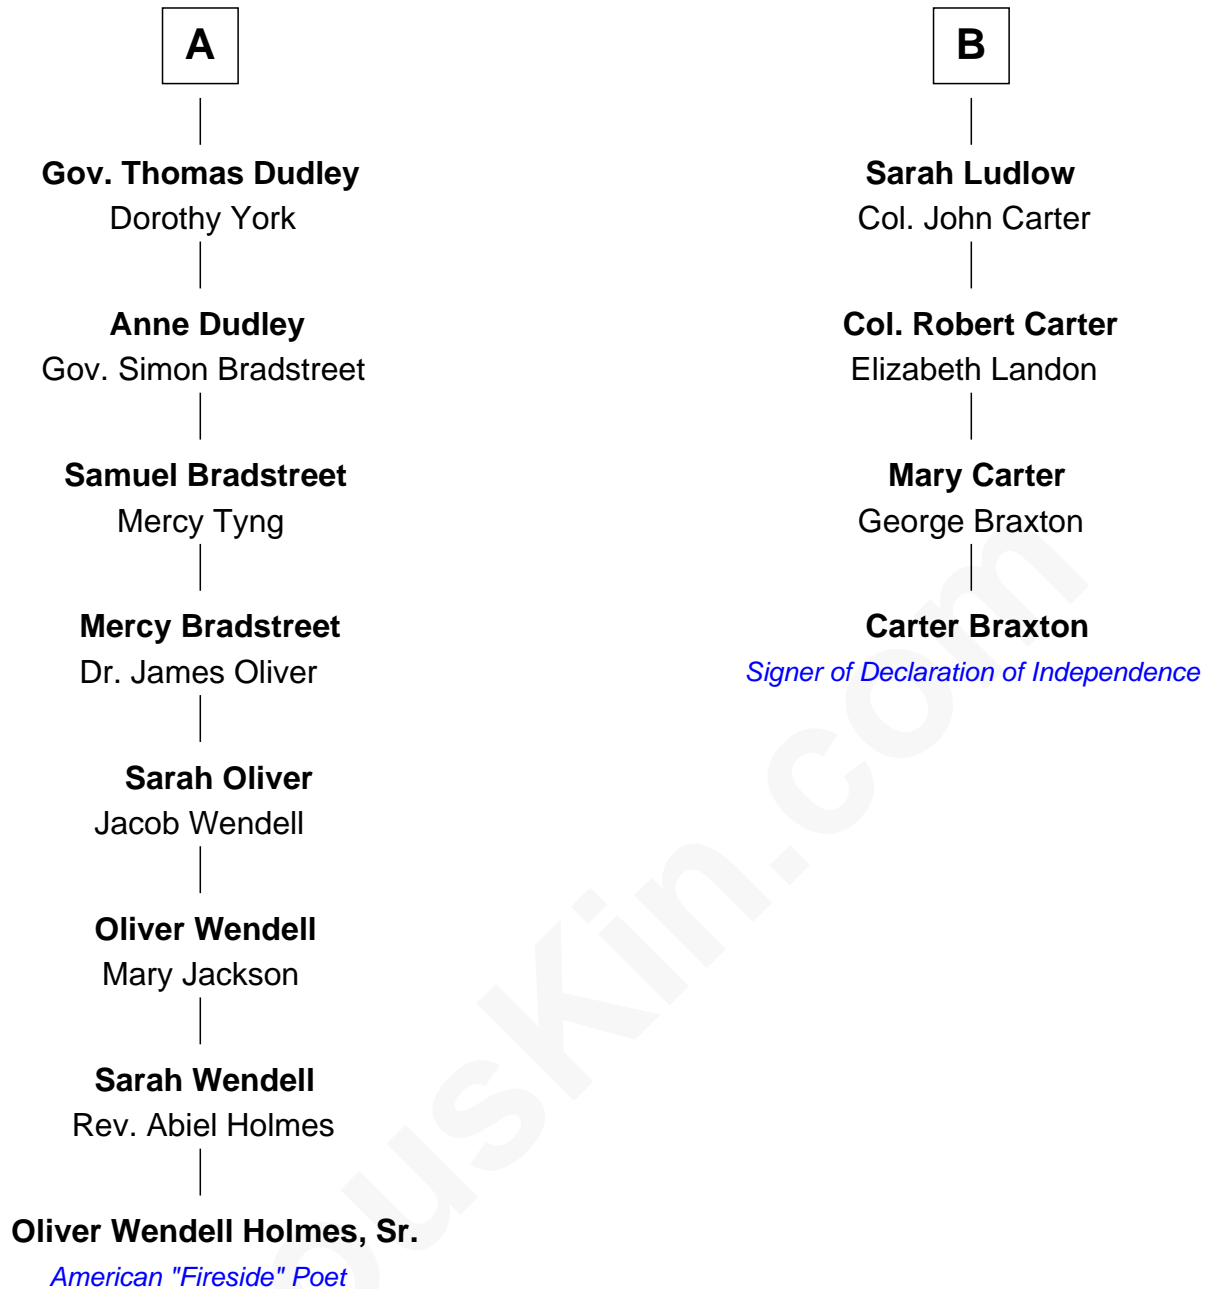 A
Gov. Thomas Dudley
Dorothy York
Anne Dudley
Gov. Simon Bradstreet
Samuel Bradstreet
Mercy Tyng
Mercy Bradstreet
Dr. James Oliver
Sarah Oliver
Jacob Wendell
Oliver Wendell
Mary Jackson
Sarah Wendell
Rev. Abiel Holmes
Oliver Wendell Holmes, Sr.
American "Fireside" Poet
B
Sarah Ludlow
Col. John Carter
Col. Robert Carter
Elizabeth Landon
Mary Carter
George Braxton
Carter Braxton
Signer of Declaration of Independence
ousKin.com